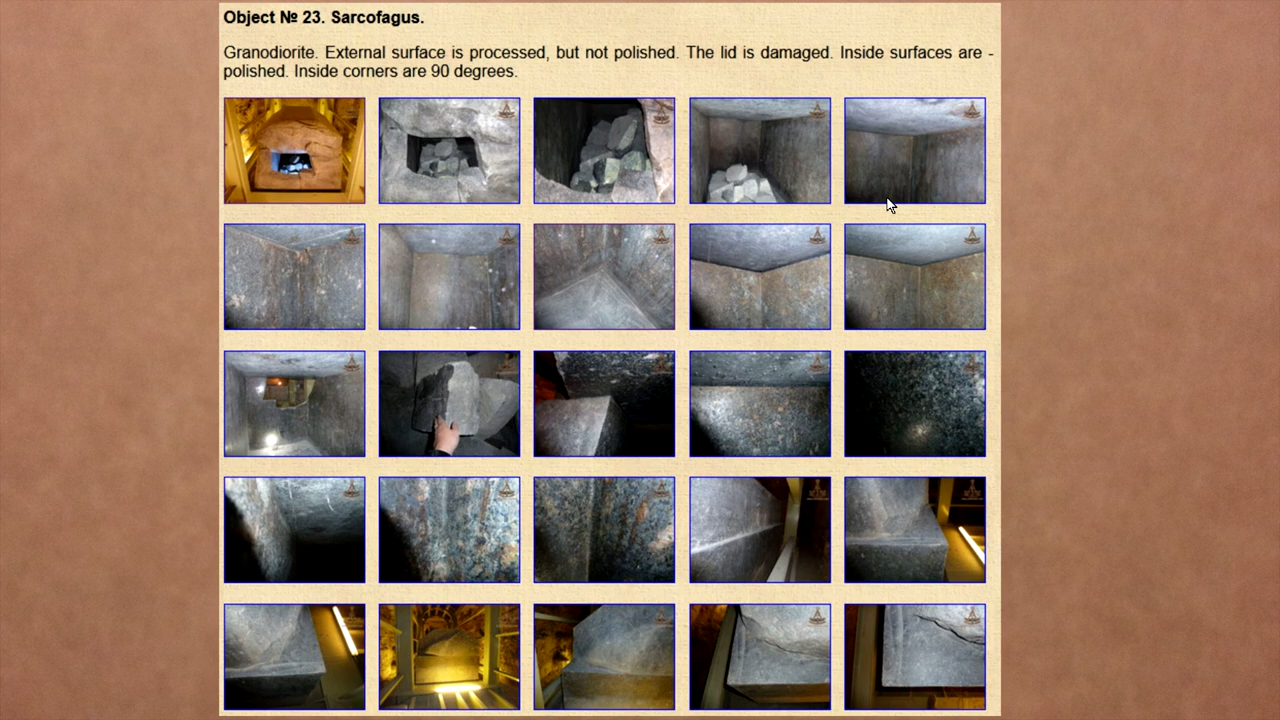 Object № 23. Sarcofagus.
Granodiorite. External surface is processed, but not polished. The lid is damaged. Inside surfaces are -
polished. Inside corners are 90 degrees.